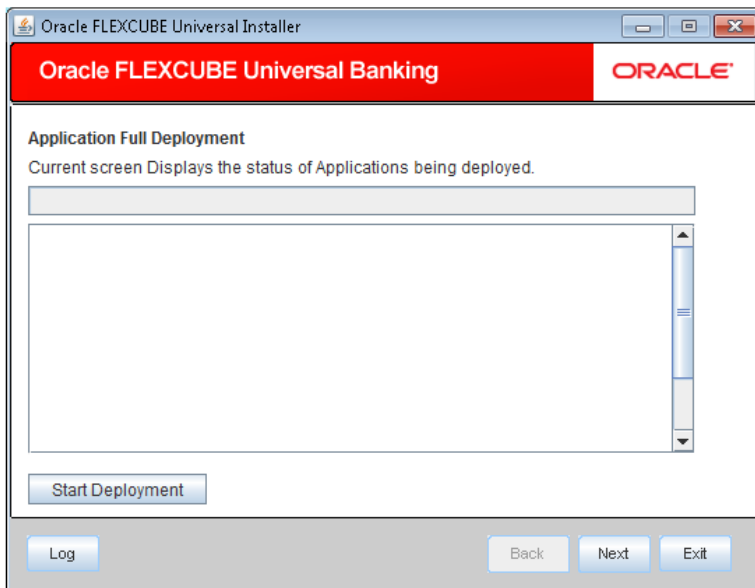 Oracle FLEXCUBE Universal Installer
Oracle FLEXCUBE Universal Banking
ORACLE
Application Full Deployment
Current screen Displays the status of Applications being deployed.
Start Deployment
Log Back Next Exit